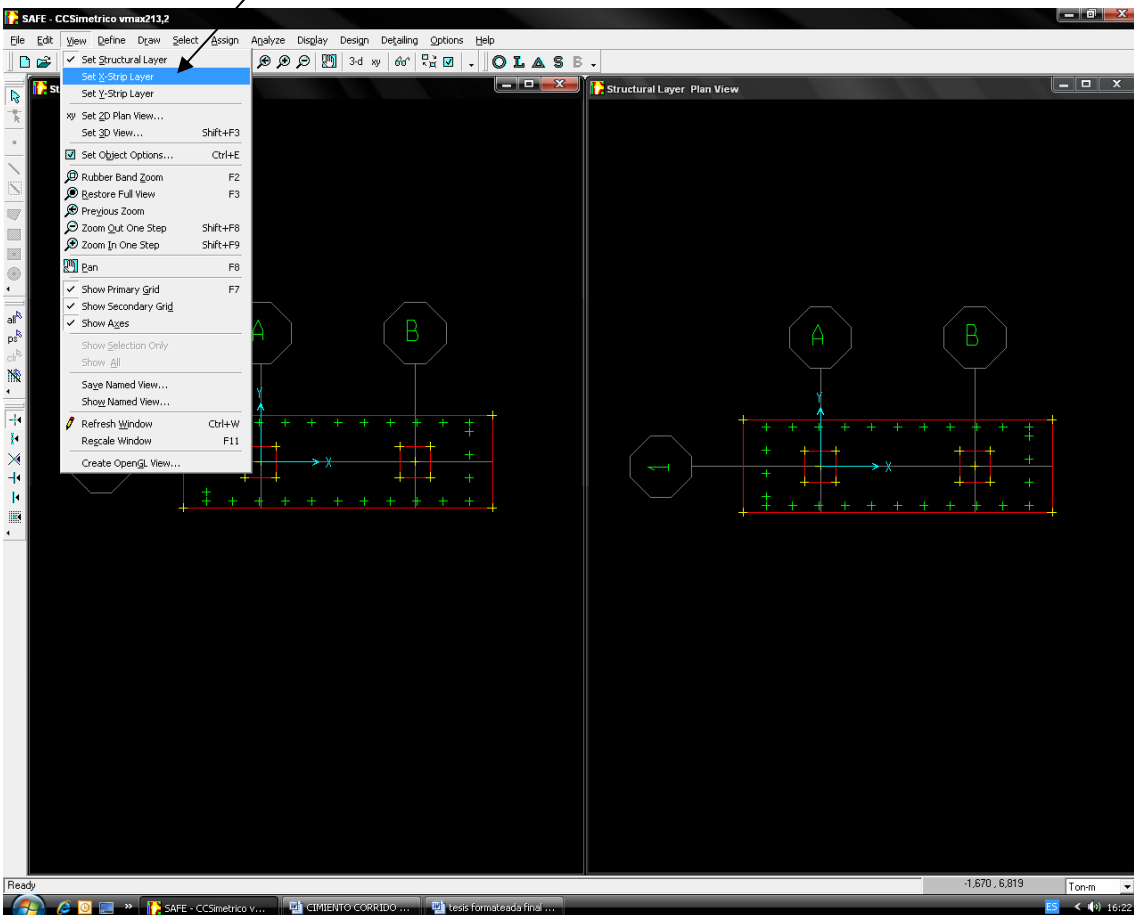 SAFE - CCSimetrico vmax213,2
File Edit View Define Draw Select Assign Analyze Display Design Detailing Options Help
3-d xy O L A S B
Set Structural Layer
Set X-Strip Layer
Set Y-Strip Layer
xy Set 2D Plan View...
Set 3D View... Shift+F3
Set Object Options... Ctrl+E
Rubber Band Zoom F2
Restore Full View F3
Previous Zoom
Zoom Out One Step Shift+F8
Zoom In One Step Shift+F9
Pan F8
Show Primary Grid F7
Show Secondary Grid
Show Axes
Show Selection Only
Show All
Save Named View...
Show Named View...
Refresh Window Ctrl+W
Rescale Window F11
Create OpenGL View...
St
Structural Layer Plan View
all
ps
clr
A
B
Y
X
A
B
1
Y
X
Ready
-1,670 , 6,819
Ton-m
SAFE - CCSimetrico v...
CIMIENTO CORRIDO ...
tesis formateada final ...
ES
16:22